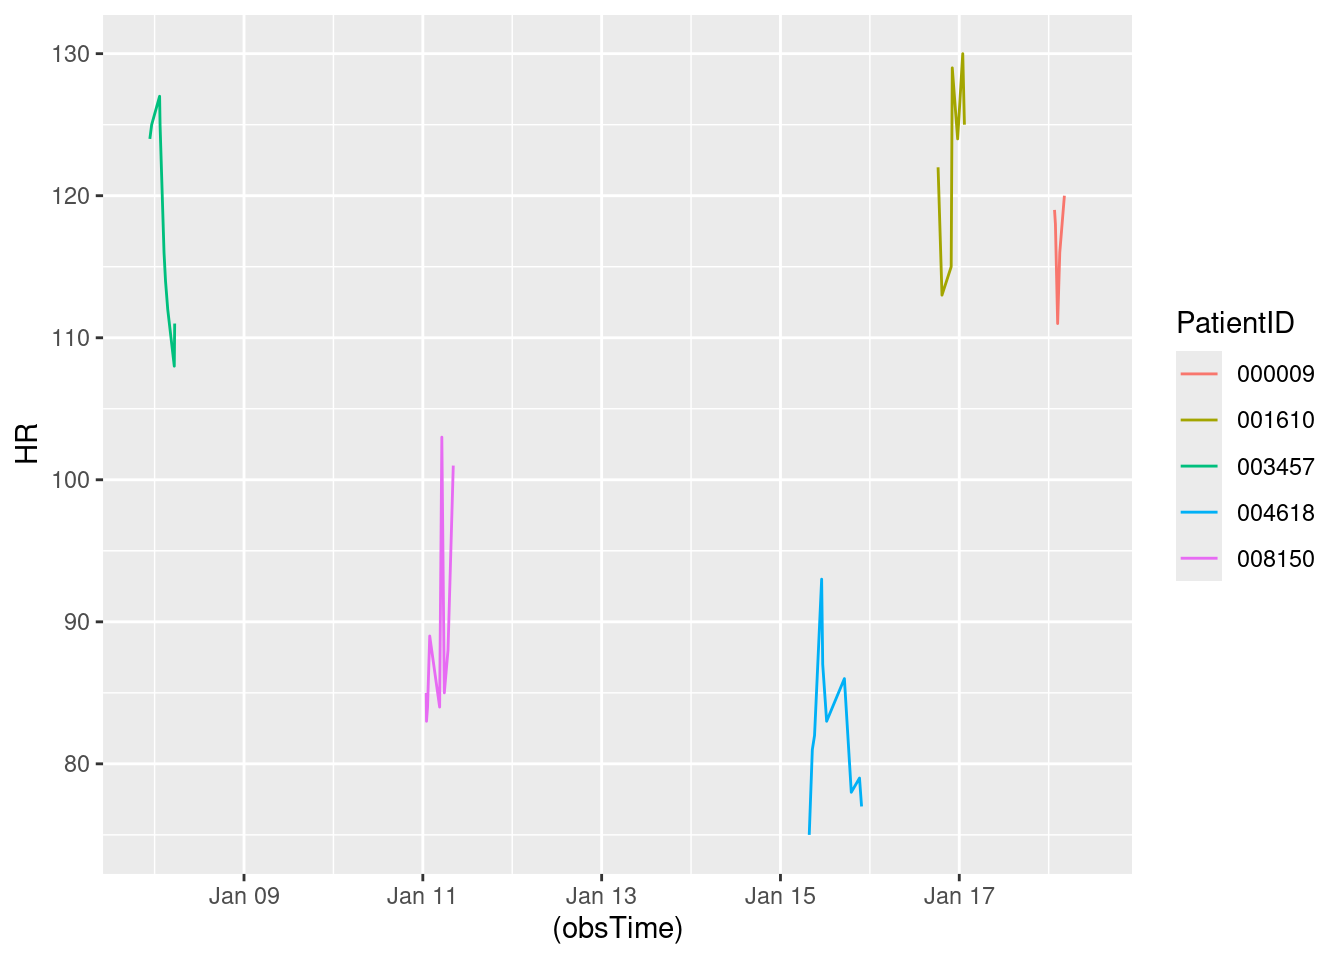 130
120
110
100
90
80
HR
Jan 09
Jan 11
Jan 13
Jan 15
Jan 17
(obsTime)
PatientID
000009
001610
003457
004618
008150